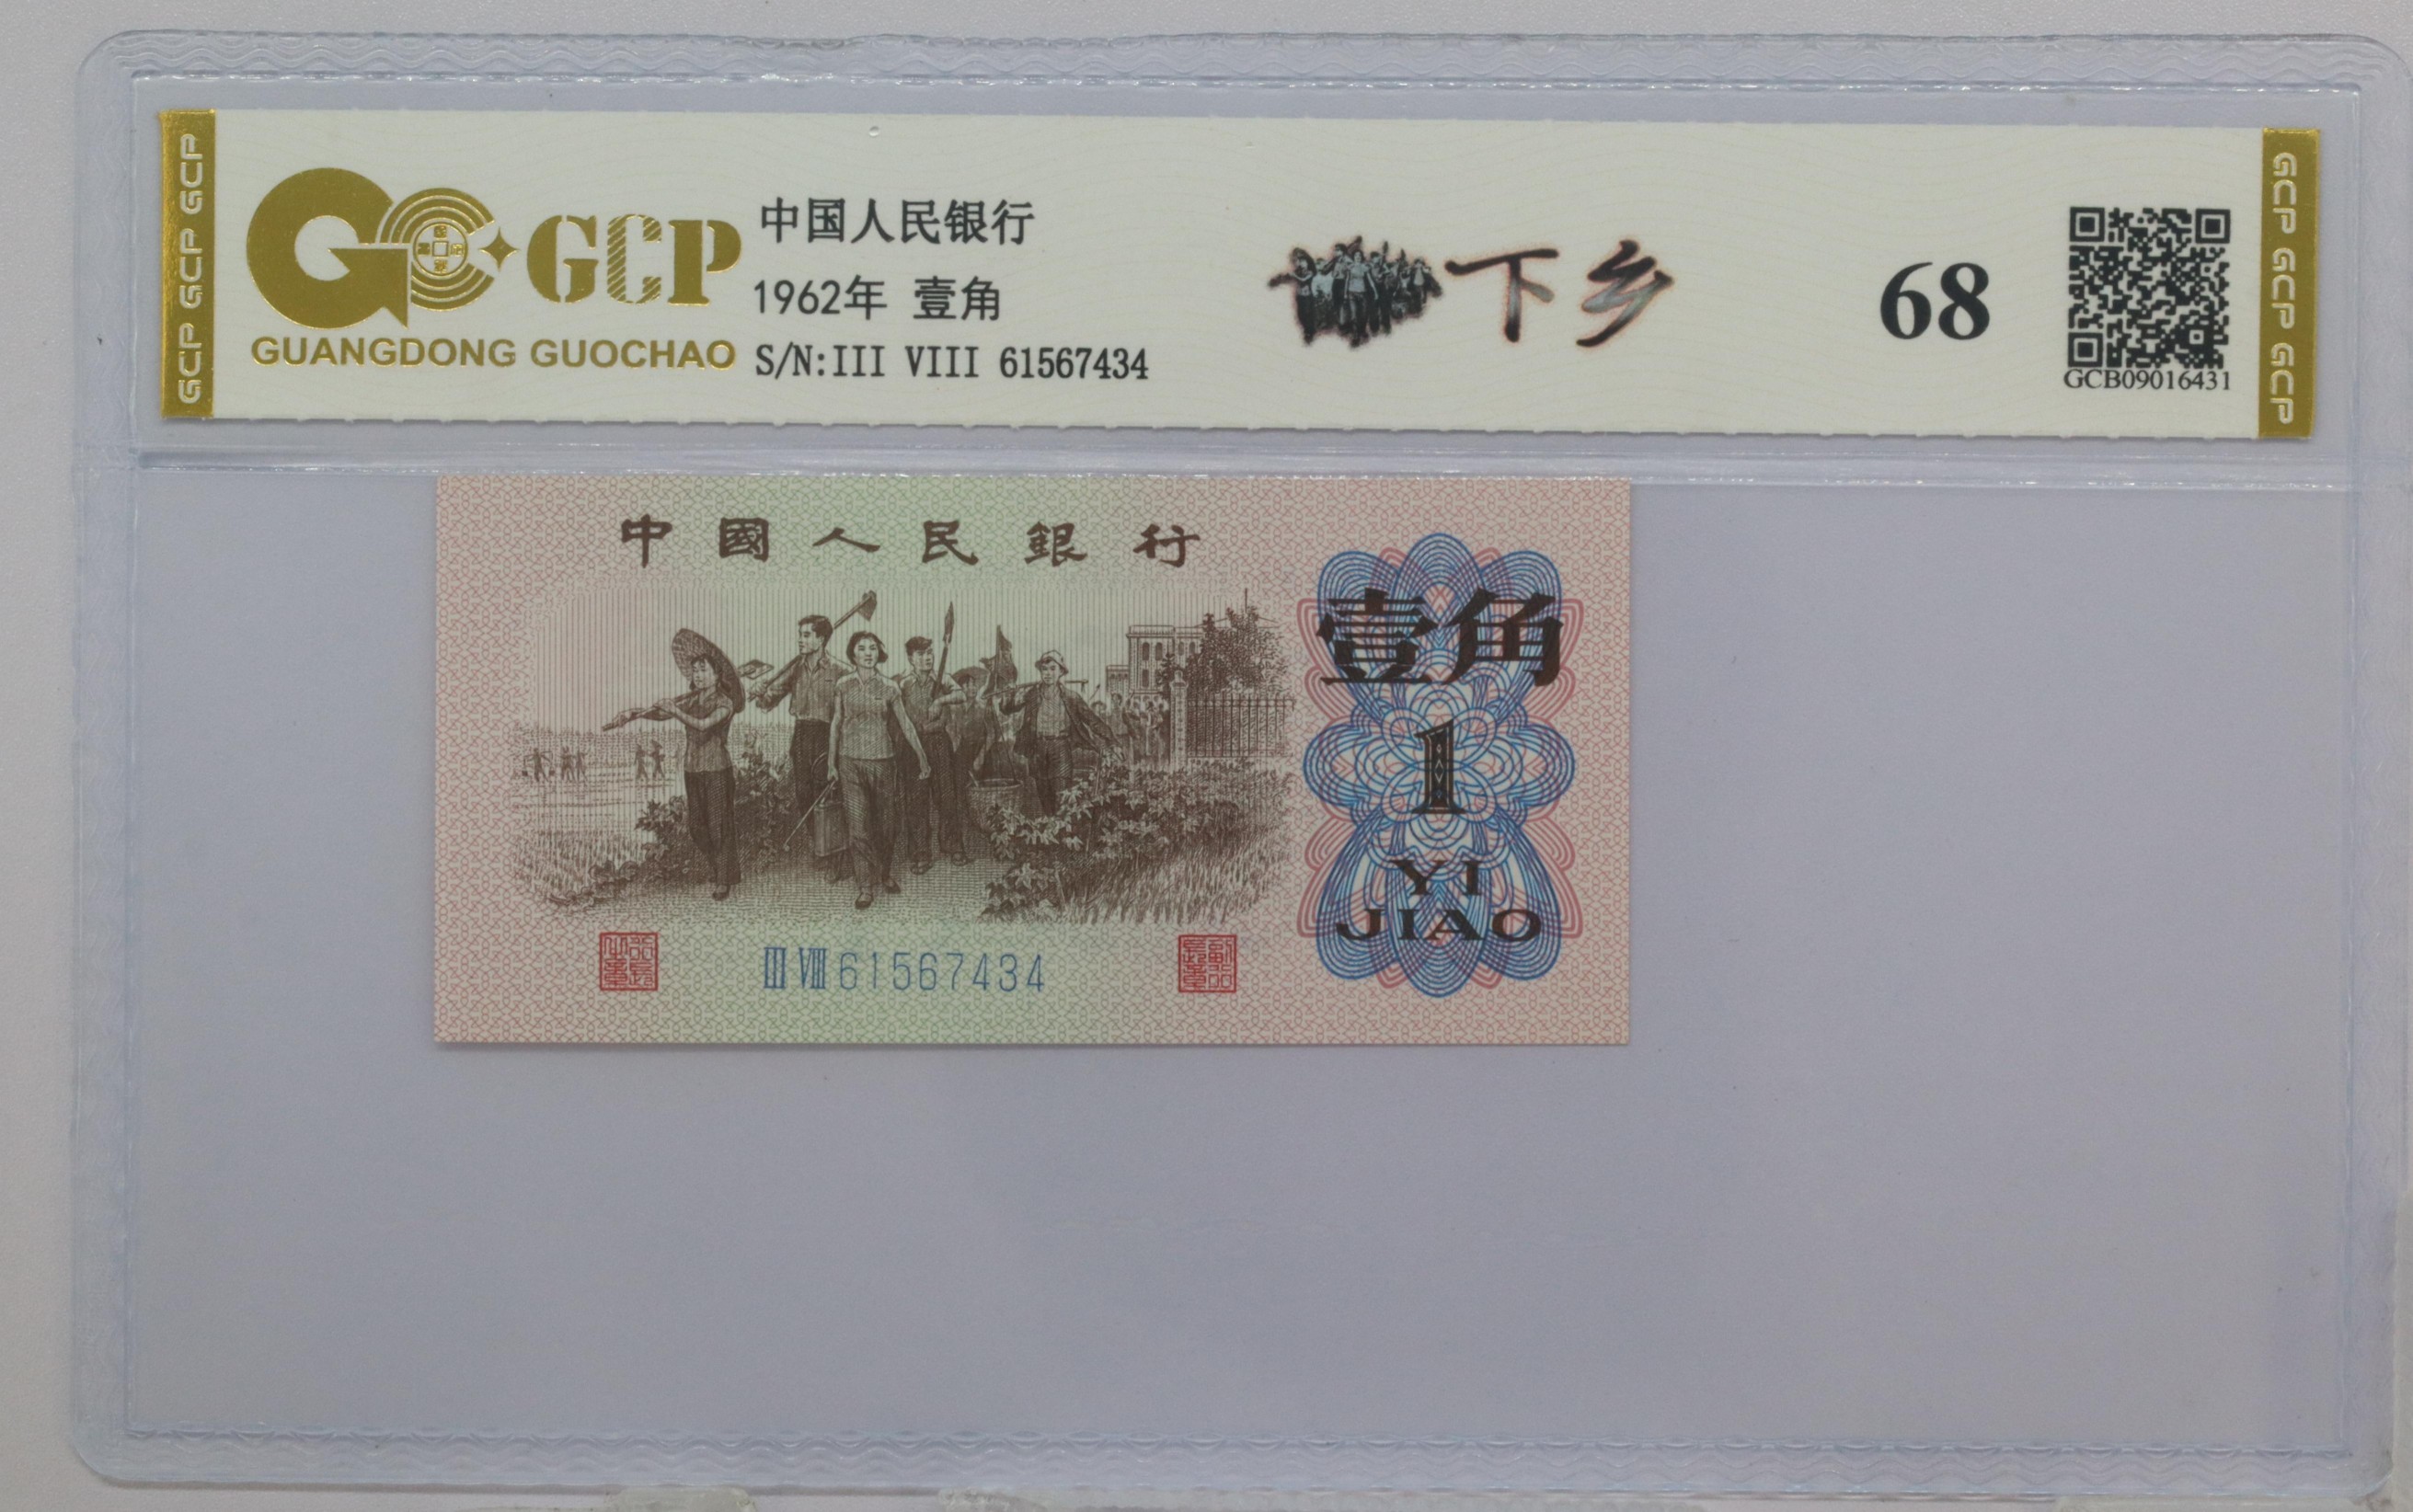 GCP GCP GCP
GCP
GUANGDONG GUOCHAO
中国人民银行
1962年 壹角
S/N:III VIII 61567434
下乡
68
GCB09016431
GCP GCP GCP
中國人民銀行
壹角
1
YI
JIAO
III VIII 61567434